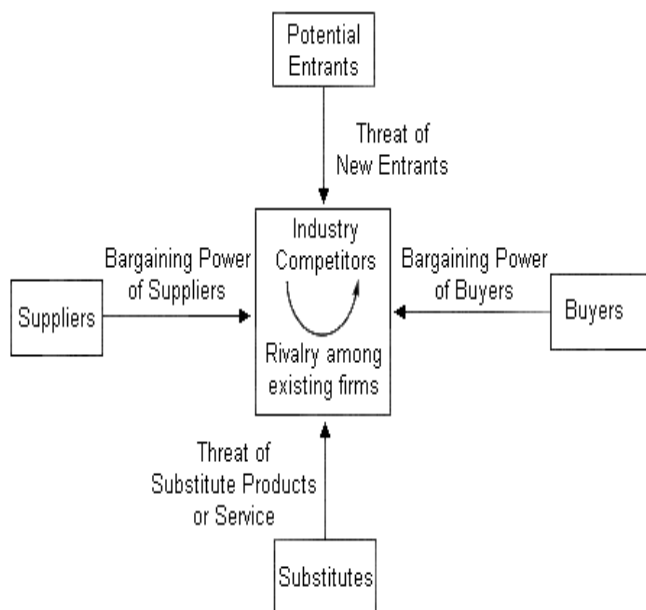 Potential
Entrants
Threat of
New Entrants
Industry
Competitors
Bargaining Power
of Suppliers
Bargaining Power
of Buyers
Suppliers
Buyers
Rivalry among
existing firms
Threat of
Substitute Products
or Service
Substitutes